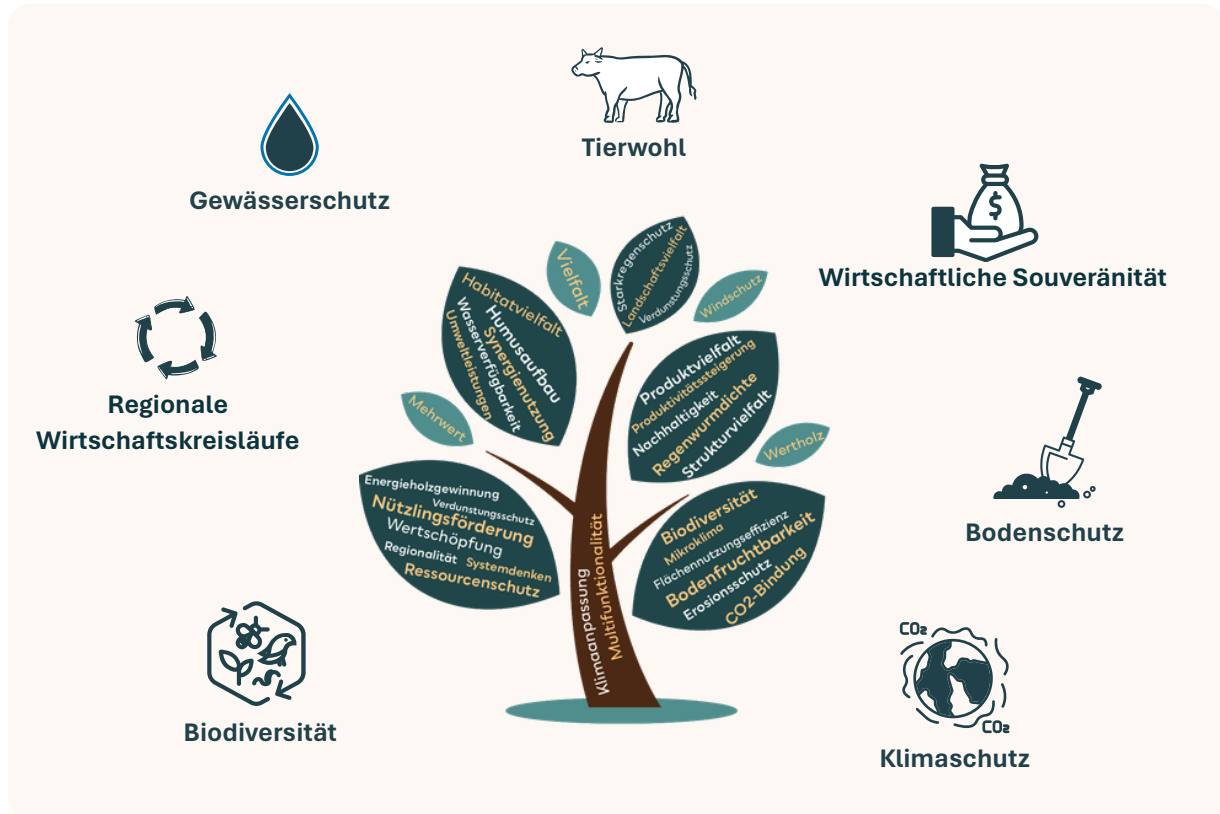 Tierwohl
Gewässerschutz
$
Wirtschaftliche Souveränität
Regionale
Wirtschaftskreisläufe
Bodenschutz
Biodiversität
CO₂
CO₂
Klimaschutz
Vielfalt
Starkregenschutz
Landschaftsvielfalt
Verdunstungsschutz
Windschutz
Habitatvielfalt
Humusaufbau
Synergienutzung
Wasserverfügbarkeit
Umweltleistungen
Produktvielfalt
Produktivitätssteigerung
Nachhaltigkeit
Regenwurmdichte
Strukturvielfalt
Mehrwert
Wertholz
Energieholzgewinnung
Verdunstungsschutz
Nützlingsförderung
Wertschöpfung
Regionalität
Systemdenken
Ressourcenschutz
Biodiversität
Mikroklima
Flächennutzungseffizienz
Bodenfruchtbarkeit
Erosionsschutz
CO2-Bindung
Klimaanpassung
Multifunktionalität